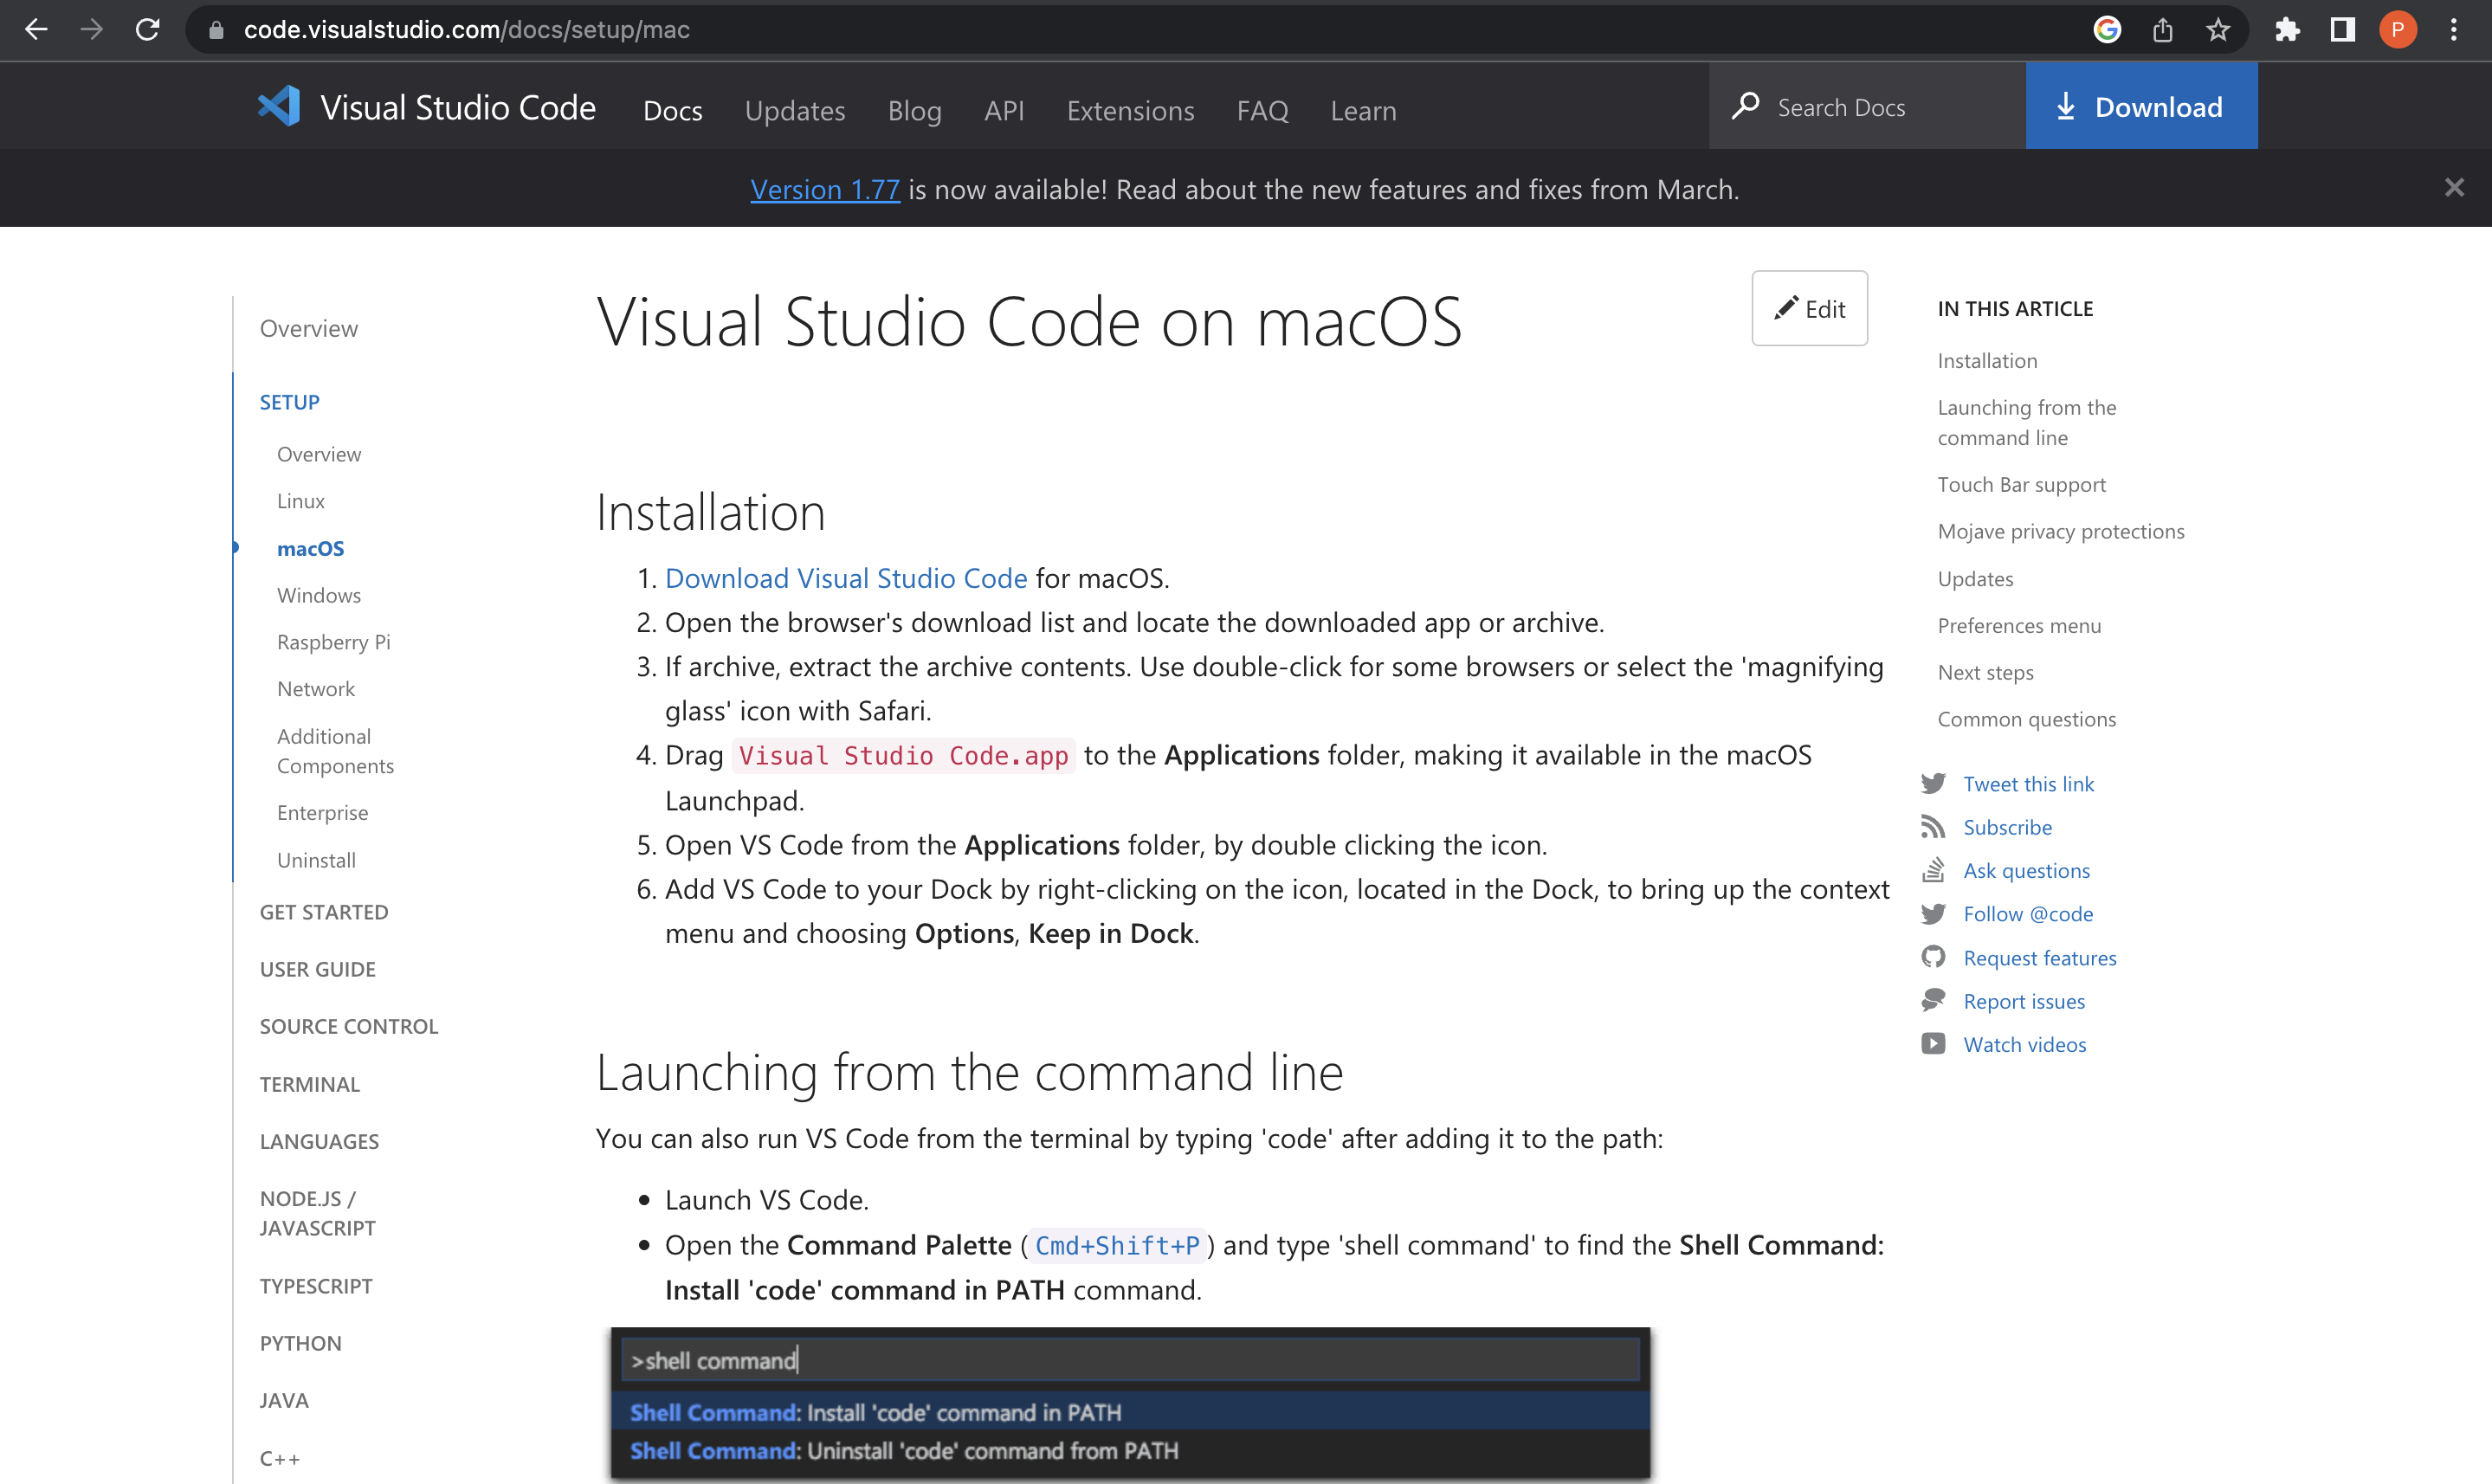 code.visualstudio.com/docs/setup/mac
P
Visual Studio Code
Docs
Updates
Blog
API
Extensions
FAQ
Learn
Search Docs
Download
Version 1.77 is now available! Read about the new features and fixes from March.
Overview
SETUP
Overview
Linux
macOS
Windows
Raspberry Pi
Network
Additional
Components
Enterprise
Uninstall
GET STARTED
USER GUIDE
SOURCE CONTROL
TERMINAL
LANGUAGES
NODE.JS /
JAVASCRIPT
TYPESCRIPT
PYTHON
JAVA
C++
Visual Studio Code on macOS
Edit
Installation
1. Download Visual Studio Code for macOS.
2. Open the browser's download list and locate the downloaded app or archive.
3. If archive, extract the archive contents. Use double-click for some browsers or select the 'magnifying
glass' icon with Safari.
4. Drag Visual Studio Code.app to the Applications folder, making it available in the macOS
Launchpad.
5. Open VS Code from the Applications folder, by double clicking the icon.
6. Add VS Code to your Dock by right-clicking on the icon, located in the Dock, to bring up the context
menu and choosing Options, Keep in Dock.
Launching from the command line
You can also run VS Code from the terminal by typing 'code' after adding it to the path:
• Launch VS Code.
• Open the Command Palette (Cmd+Shift+P) and type 'shell command' to find the Shell Command:
Install 'code' command in PATH command.
>shell command
Shell Command: Install 'code' command in PATH
Shell Command: Uninstall 'code' command from PATH
IN THIS ARTICLE
Installation
Launching from the
command line
Touch Bar support
Mojave privacy protections
Updates
Preferences menu
Next steps
Common questions
Tweet this link
Subscribe
Ask questions
Follow @code
Request features
Report issues
Watch videos